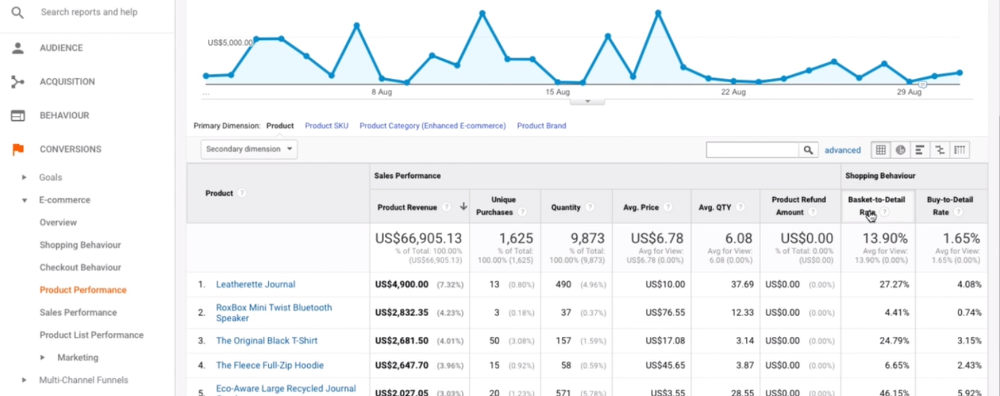 Search reports and help
AUDIENCE
ACQUISITION
BEHAVIOUR
CONVERSIONS
Goals
E-commerce
Overview
Shopping Behaviour
Checkout Behaviour
Product Performance
Sales Performance
Product List Performance
Marketing
Multi-Channel Funnels
US$5,000.00
... 8 Aug 15 Aug 22 Aug 29 Aug
Primary Dimension: Product Product SKU Product Category (Enhanced E-commerce) Product Brand
Secondary dimension advanced
Product ? Sales Performance Shopping Behaviour
Product Revenue ? Unique Purchases ? Quantity ? Avg. Price ? Avg. QTY ? Product Refund Amount ? Basket-to-Detail Rate ? Buy-to-Detail Rate ?
US$66,905.13 1,625 9,873 US$6.78 6.08 US$0.00 13.90% 1.65%
% of Total: 100.00% % of Total: % of Total: Avg for View: Avg for View: % of Total: 0.00% Avg for View: Avg for View:
(US$66,905.13) 100.00% (1,625) 100.00% (9,873) US$6.78 (0.00%) 6.08 (0.00%) (US$0.00) 13.90% (0.00%) 1.65% (0.00%)
1. Leatherette Journal US$4,900.00 (7.32%) 13 (0.80%) 490 (4.96%) US$10.00 37.69 US$0.00 (0.00%) 27.27% 4.08%
2. RoxBox Mini Twist Bluetooth Speaker US$2,832.35 (4.23%) 3 (0.18%) 37 (0.37%) US$76.55 12.33 US$0.00 (0.00%) 4.41% 0.74%
3. The Original Black T-Shirt US$2,681.50 (4.01%) 50 (3.08%) 157 (1.59%) US$17.08 3.14 US$0.00 (0.00%) 24.79% 3.15%
4. The Fleece Full-Zip Hoodie US$2,647.70 (3.96%) 15 (0.92%) 58 (0.59%) US$45.65 3.87 US$0.00 (0.00%) 6.65% 2.43%
5. Eco-Aware Large Recycled Journal US$2,027.05 (3.03%) 20 (1.23%) 571 (5.78%) US$3.55 28.55 US$0.00 (0.00%) 46.15% 5.92%